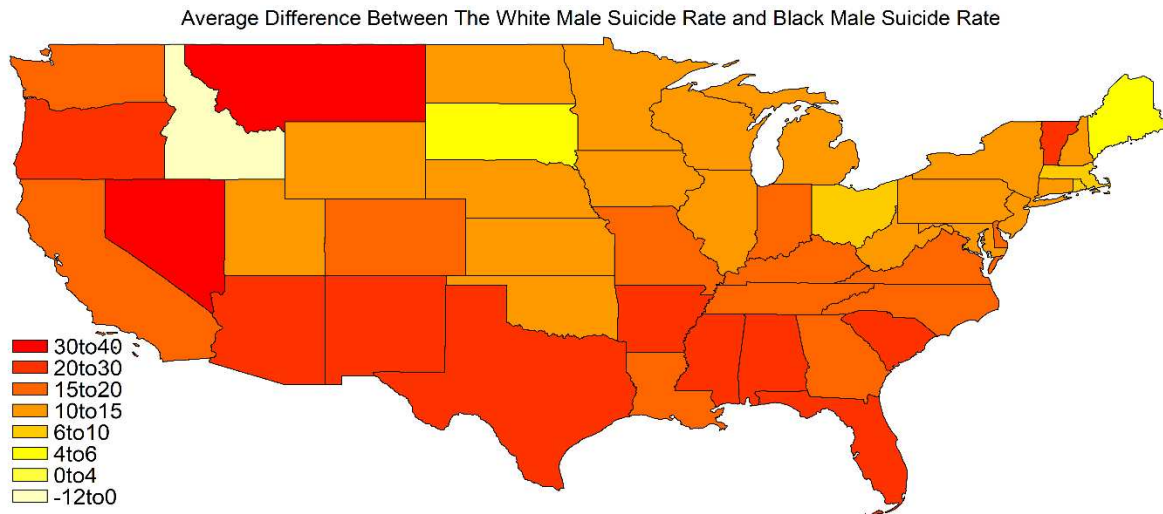 Average Difference Between The White Male Suicide Rate and Black Male Suicide Rate
30to40
20to30
15to20
10to15
6to10
4to6
0to4
-12to0